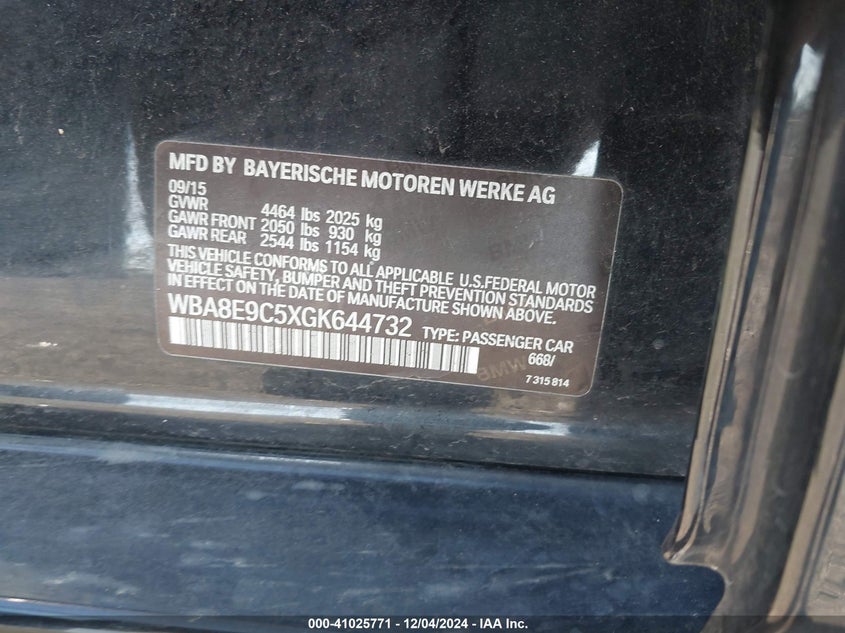 MFD BY BAYERISCHE MOTOREN WERKE AG
09/15
GVWR 4464 lbs 2025 kg
GAWR FRONT 2050 lbs 930 kg
GAWR REAR 2544 lbs 1154 kg
THIS VEHICLE CONFORMS TO ALL APPLICABLE U.S.FEDERAL MOTOR
VEHICLE SAFETY, BUMPER AND THEFT PREVENTION STANDARDS
IN EFFECT ON THE DATE OF MANUFACTURE SHOWN ABOVE.
WBA8E9C5XGK644732 TYPE: PASSENGER CAR
668/
7 315 814
000-41025771 - 12/04/2024 - IAA Inc.